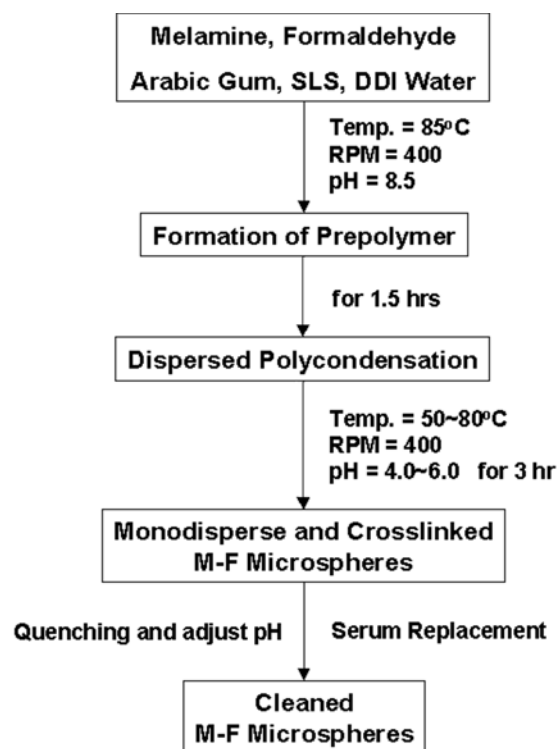 Melamine, Formaldehyde
Arabic Gum, SLS, DDI Water
Temp. = 85ºC
RPM = 400
pH = 8.5
Formation of Prepolymer
for 1.5 hrs
Dispersed Polycondensation
Temp. = 50~80ºC
RPM = 400
pH = 4.0~6.0 for 3 hr
Monodisperse and Crosslinked
M-F Microspheres
Quenching and adjust pH Serum Replacement
Cleaned
M-F Microspheres